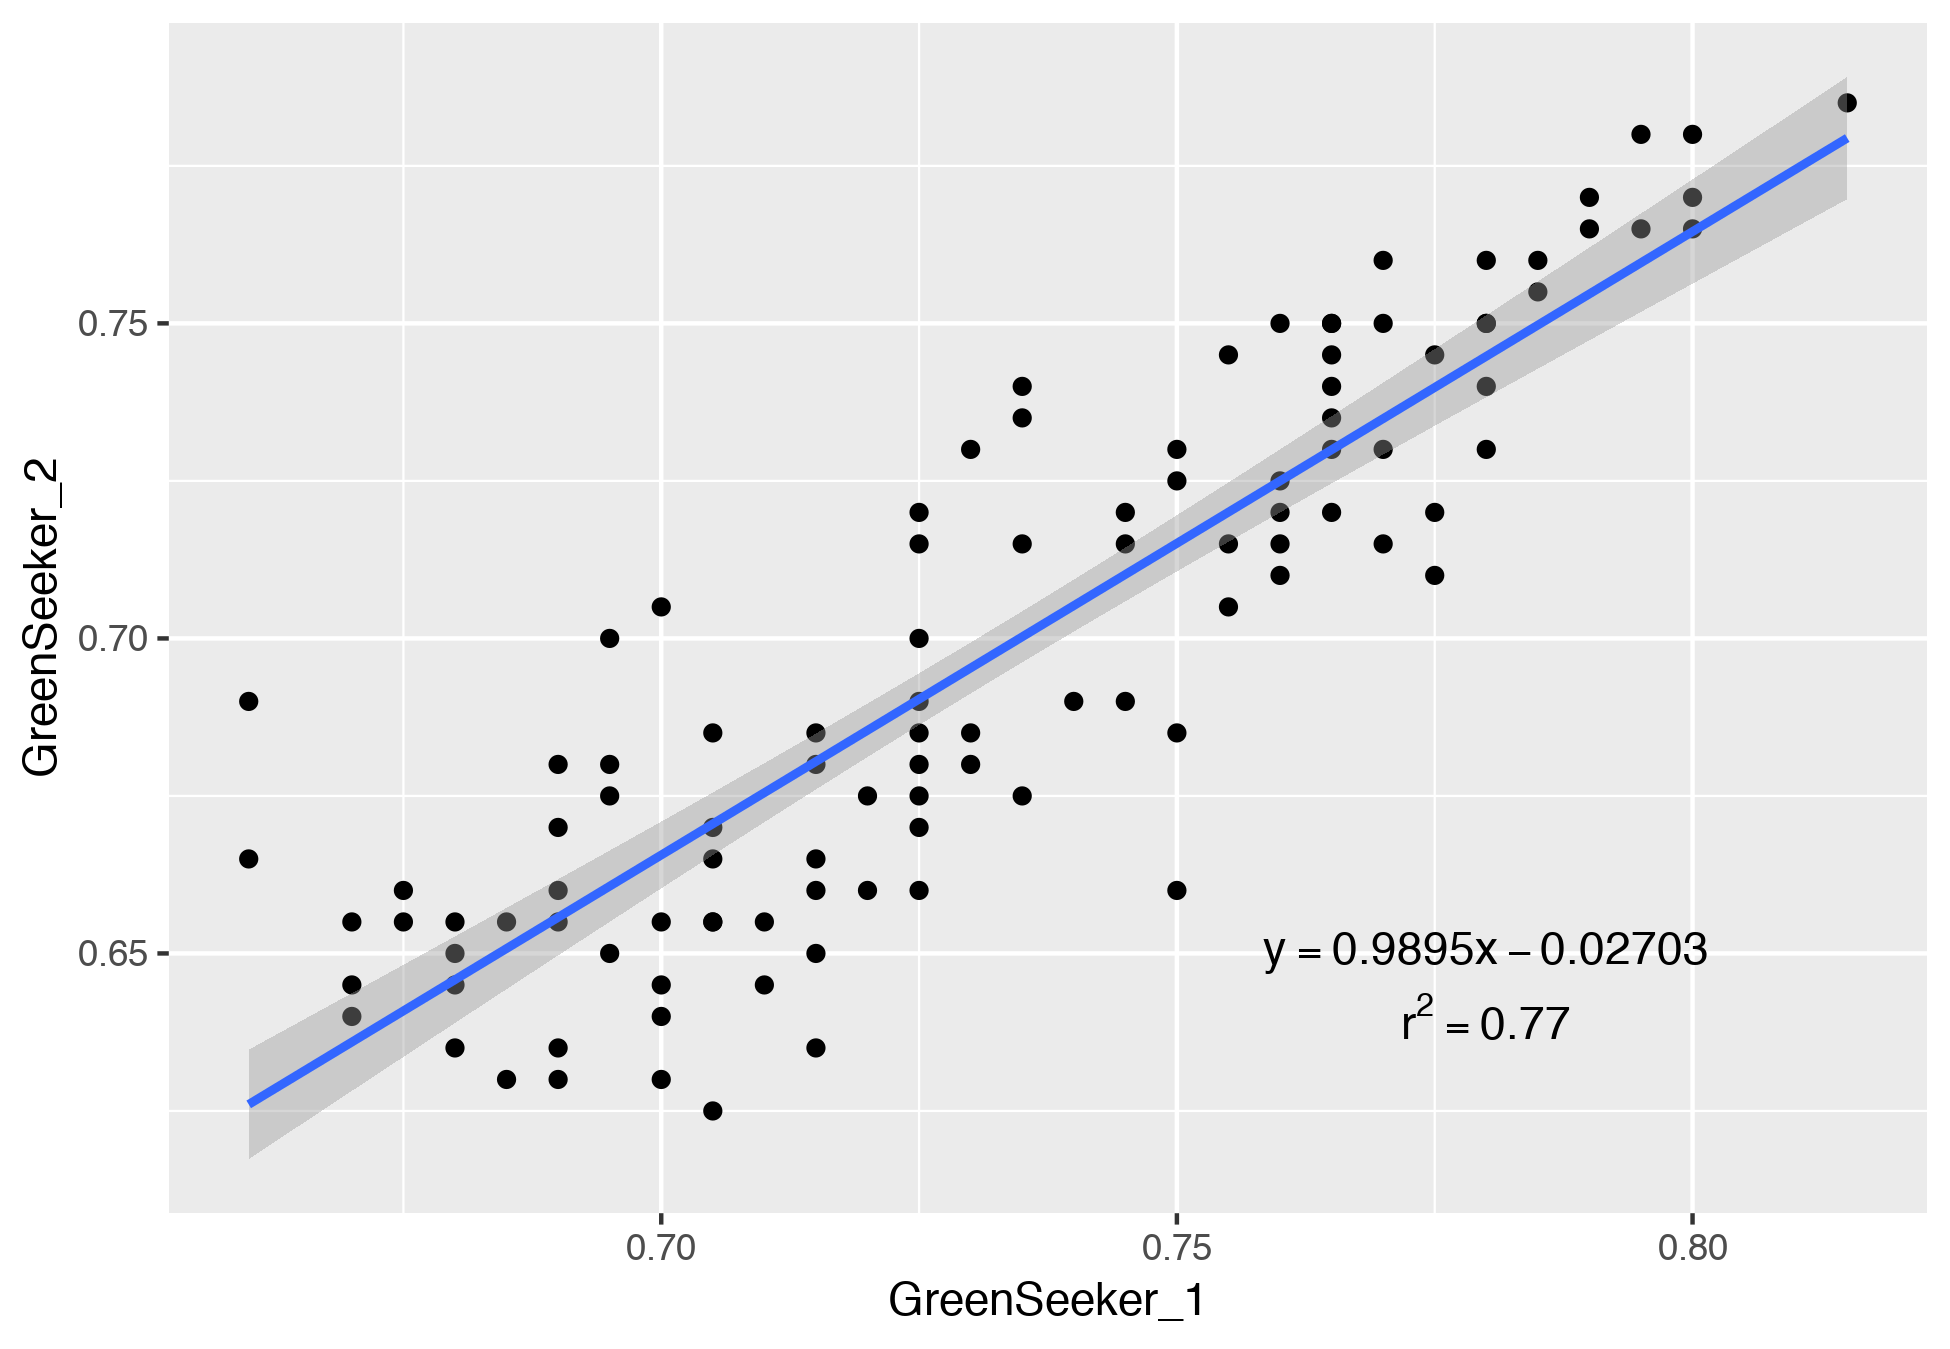 0.75
0.70
0.65
GreenSeeker_2
y = 0.9895x − 0.02703
r² = 0.77
0.70 0.75 0.80
GreenSeeker_1